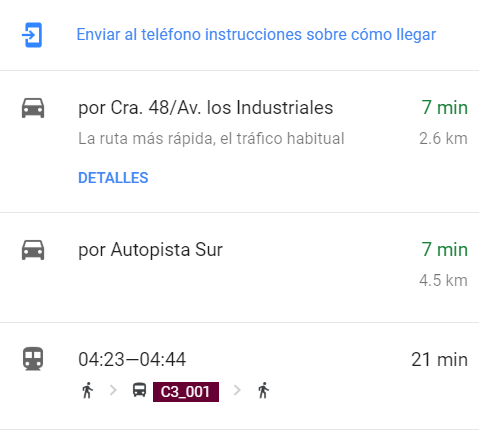 Enviar al teléfono instrucciones sobre cómo llegar
por Cra. 48/Av. los Industriales 7 min
La ruta más rápida, el tráfico habitual 2.6 km
DETALLES
por Autopista Sur 7 min
4.5 km
04:23—04:44 21 min
C3_001